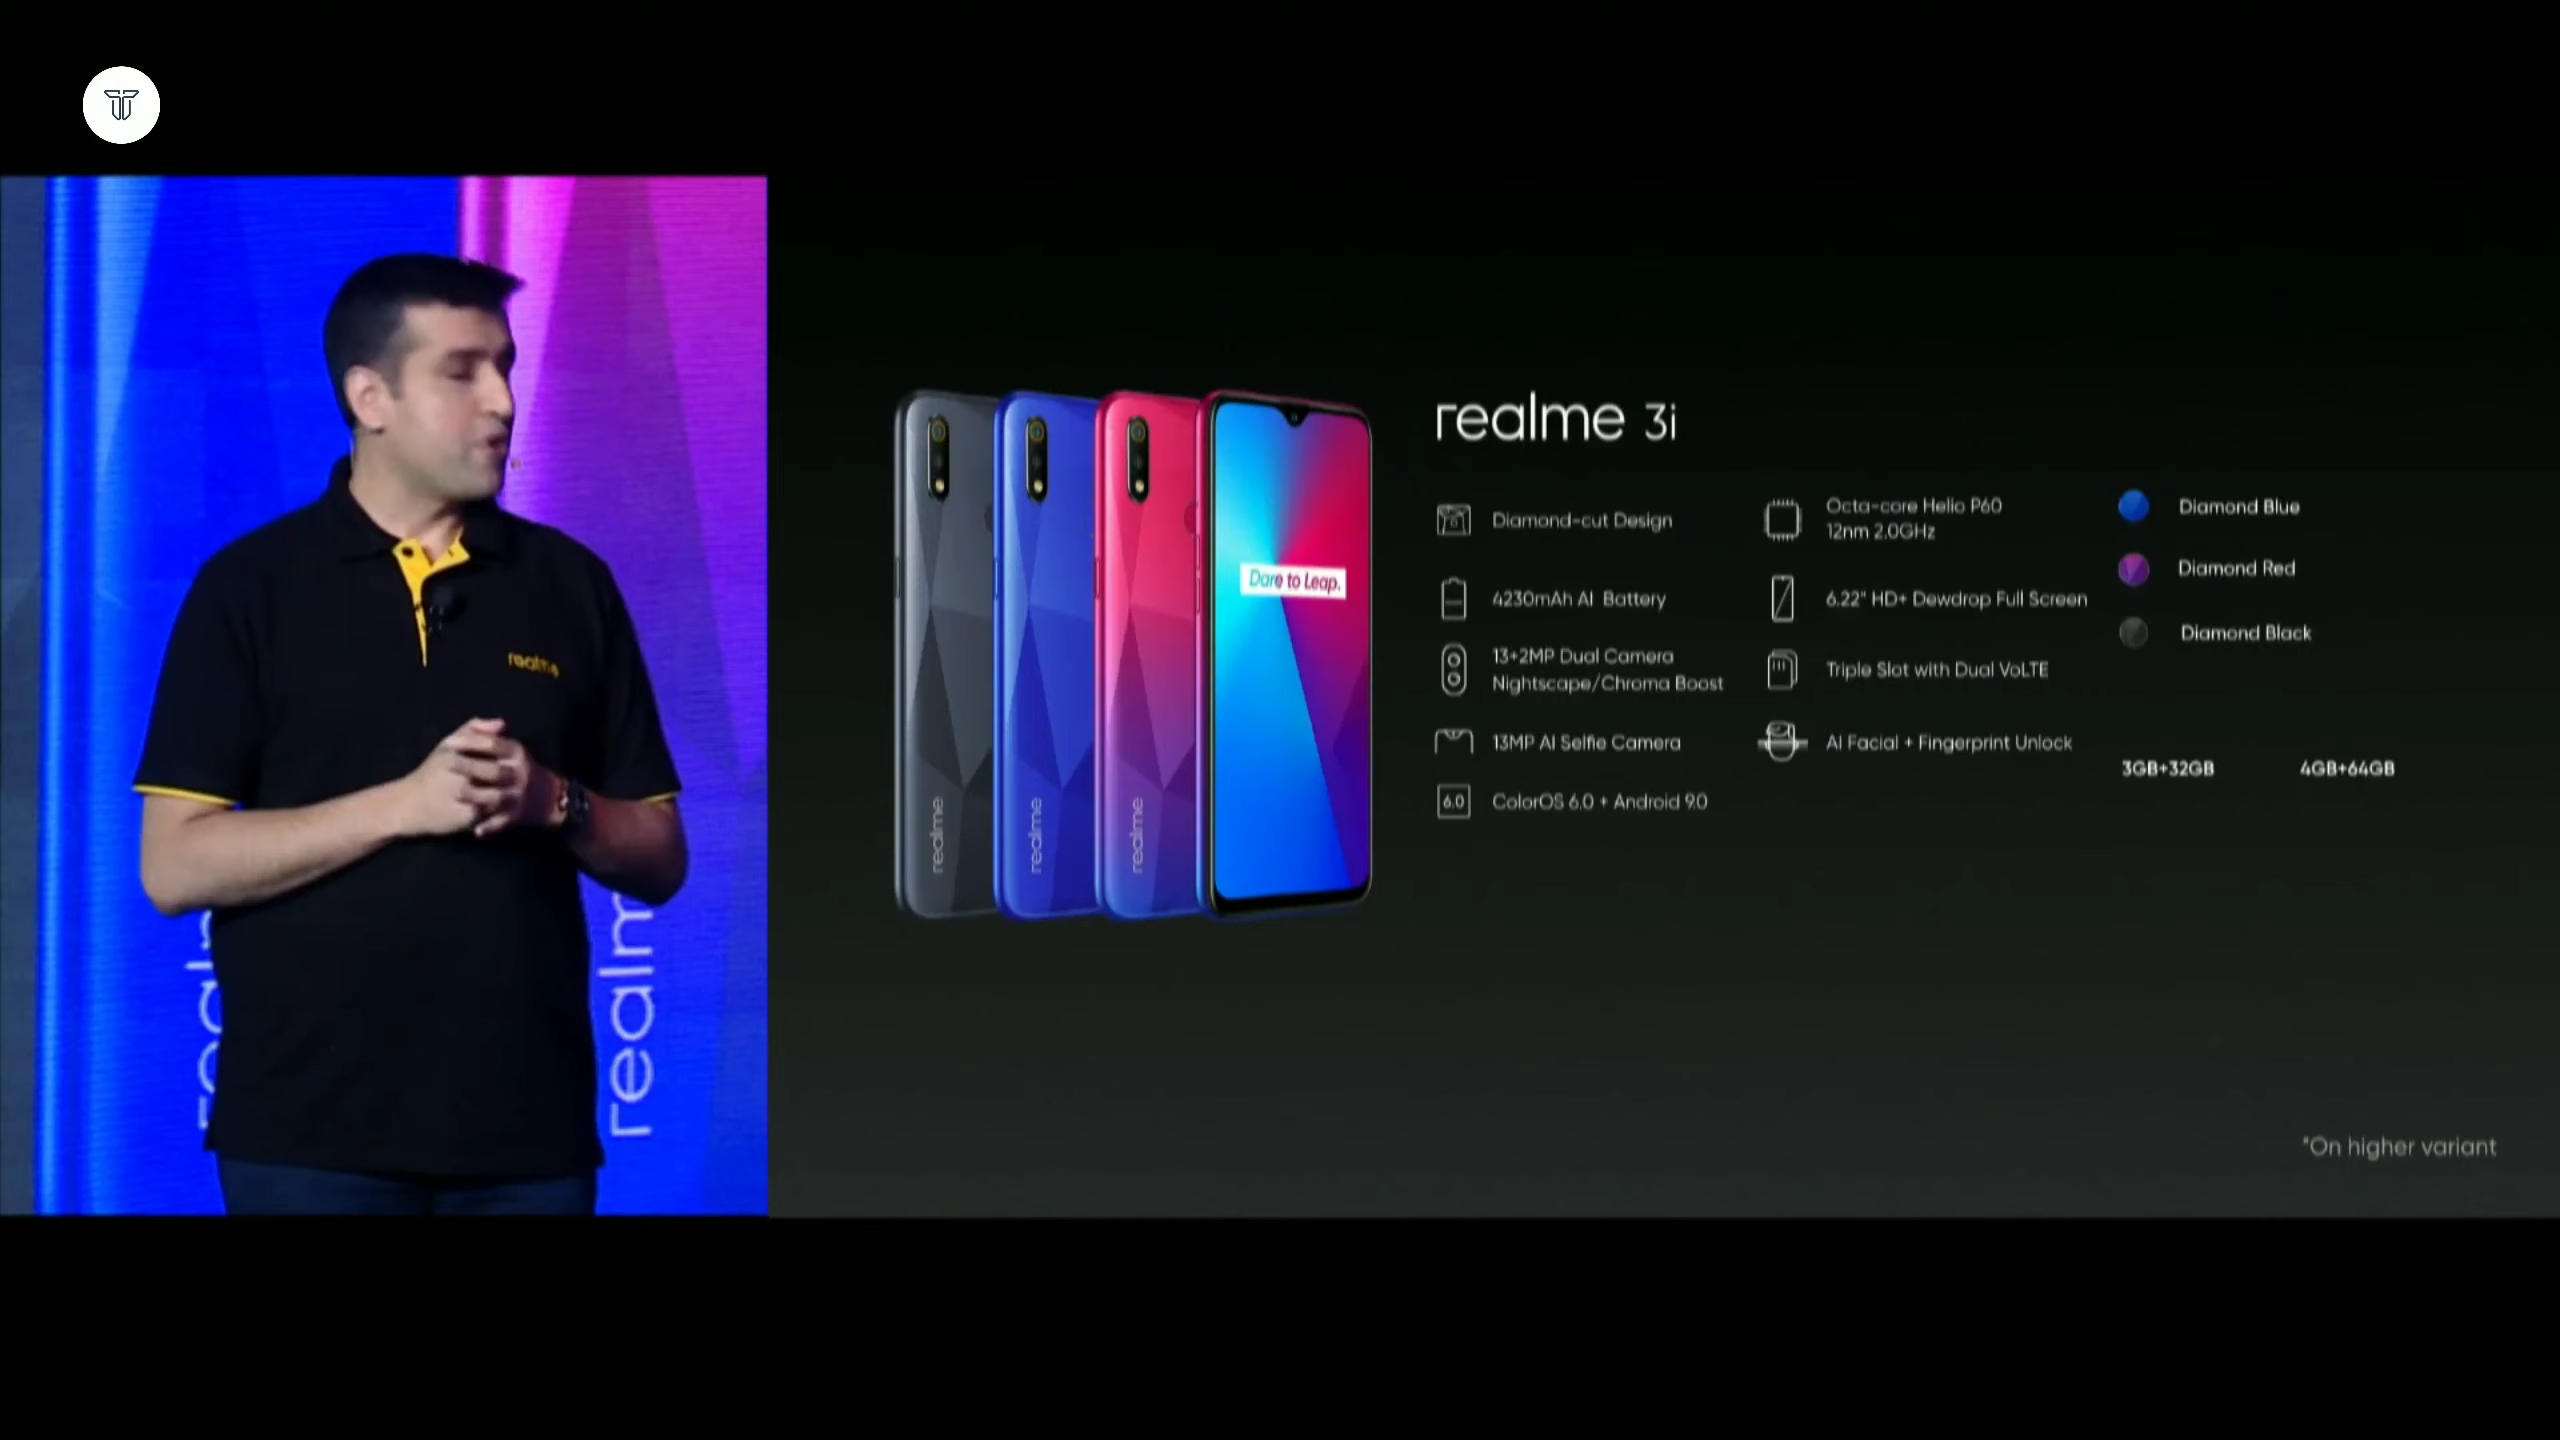 realme
realm
realme 3i
Diamond-cut Design
4230mAh AI Battery
13+2MP Dual Camera
Nightscape/Chroma Boost
13MP AI Selfie Camera
6.0
ColorOS 6.0 + Android 9.0
Octa-core Helio P60
12nm 2.0GHz
6.22" HD+ Dewdrop Full Screen
Triple Slot with Dual VoLTE
AI Facial + Fingerprint Unlock
Diamond Blue
Diamond Red
Diamond Black
3GB+32GB
4GB+64GB
Dare to Leap.
realme
realme
realme
*On higher variant